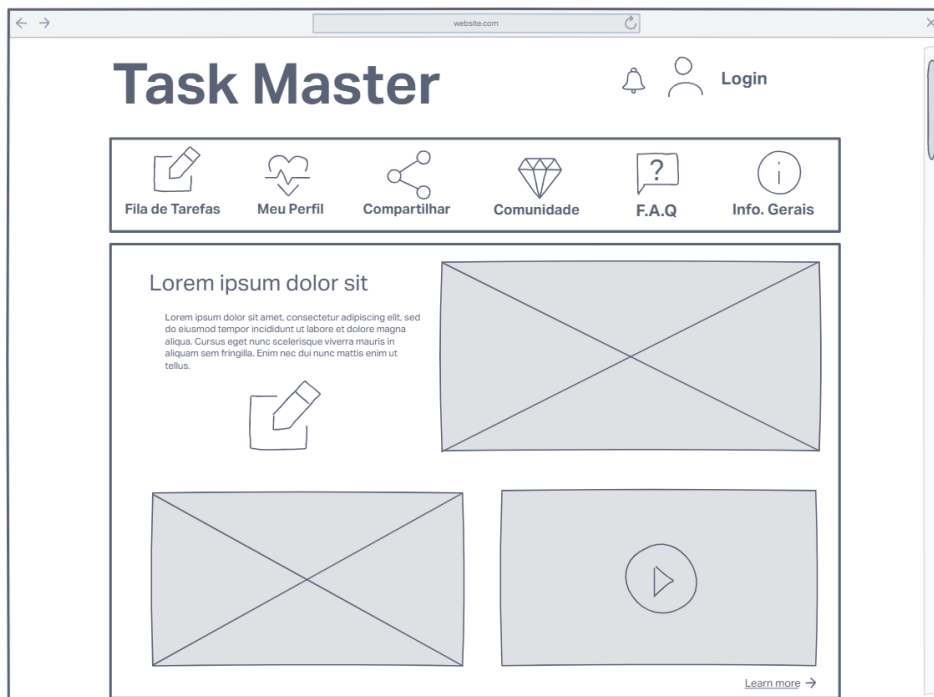 website.com
Task Master
Login
Fila de Tarefas
Meu Perfil
Compartilhar
Comunidade
?
F.A.Q
i
Info. Gerais
Lorem ipsum dolor sit
Lorem ipsum dolor sit amet, consectetur adipiscing elit, sed
do eiusmod tempor incididunt ut labore et dolore magna
aliqua. Cursus eget nunc scelerisque viverra mauris in
aliquam sem fringilla. Enim nec dui nunc mattis enim ut
tellus.
Learn more